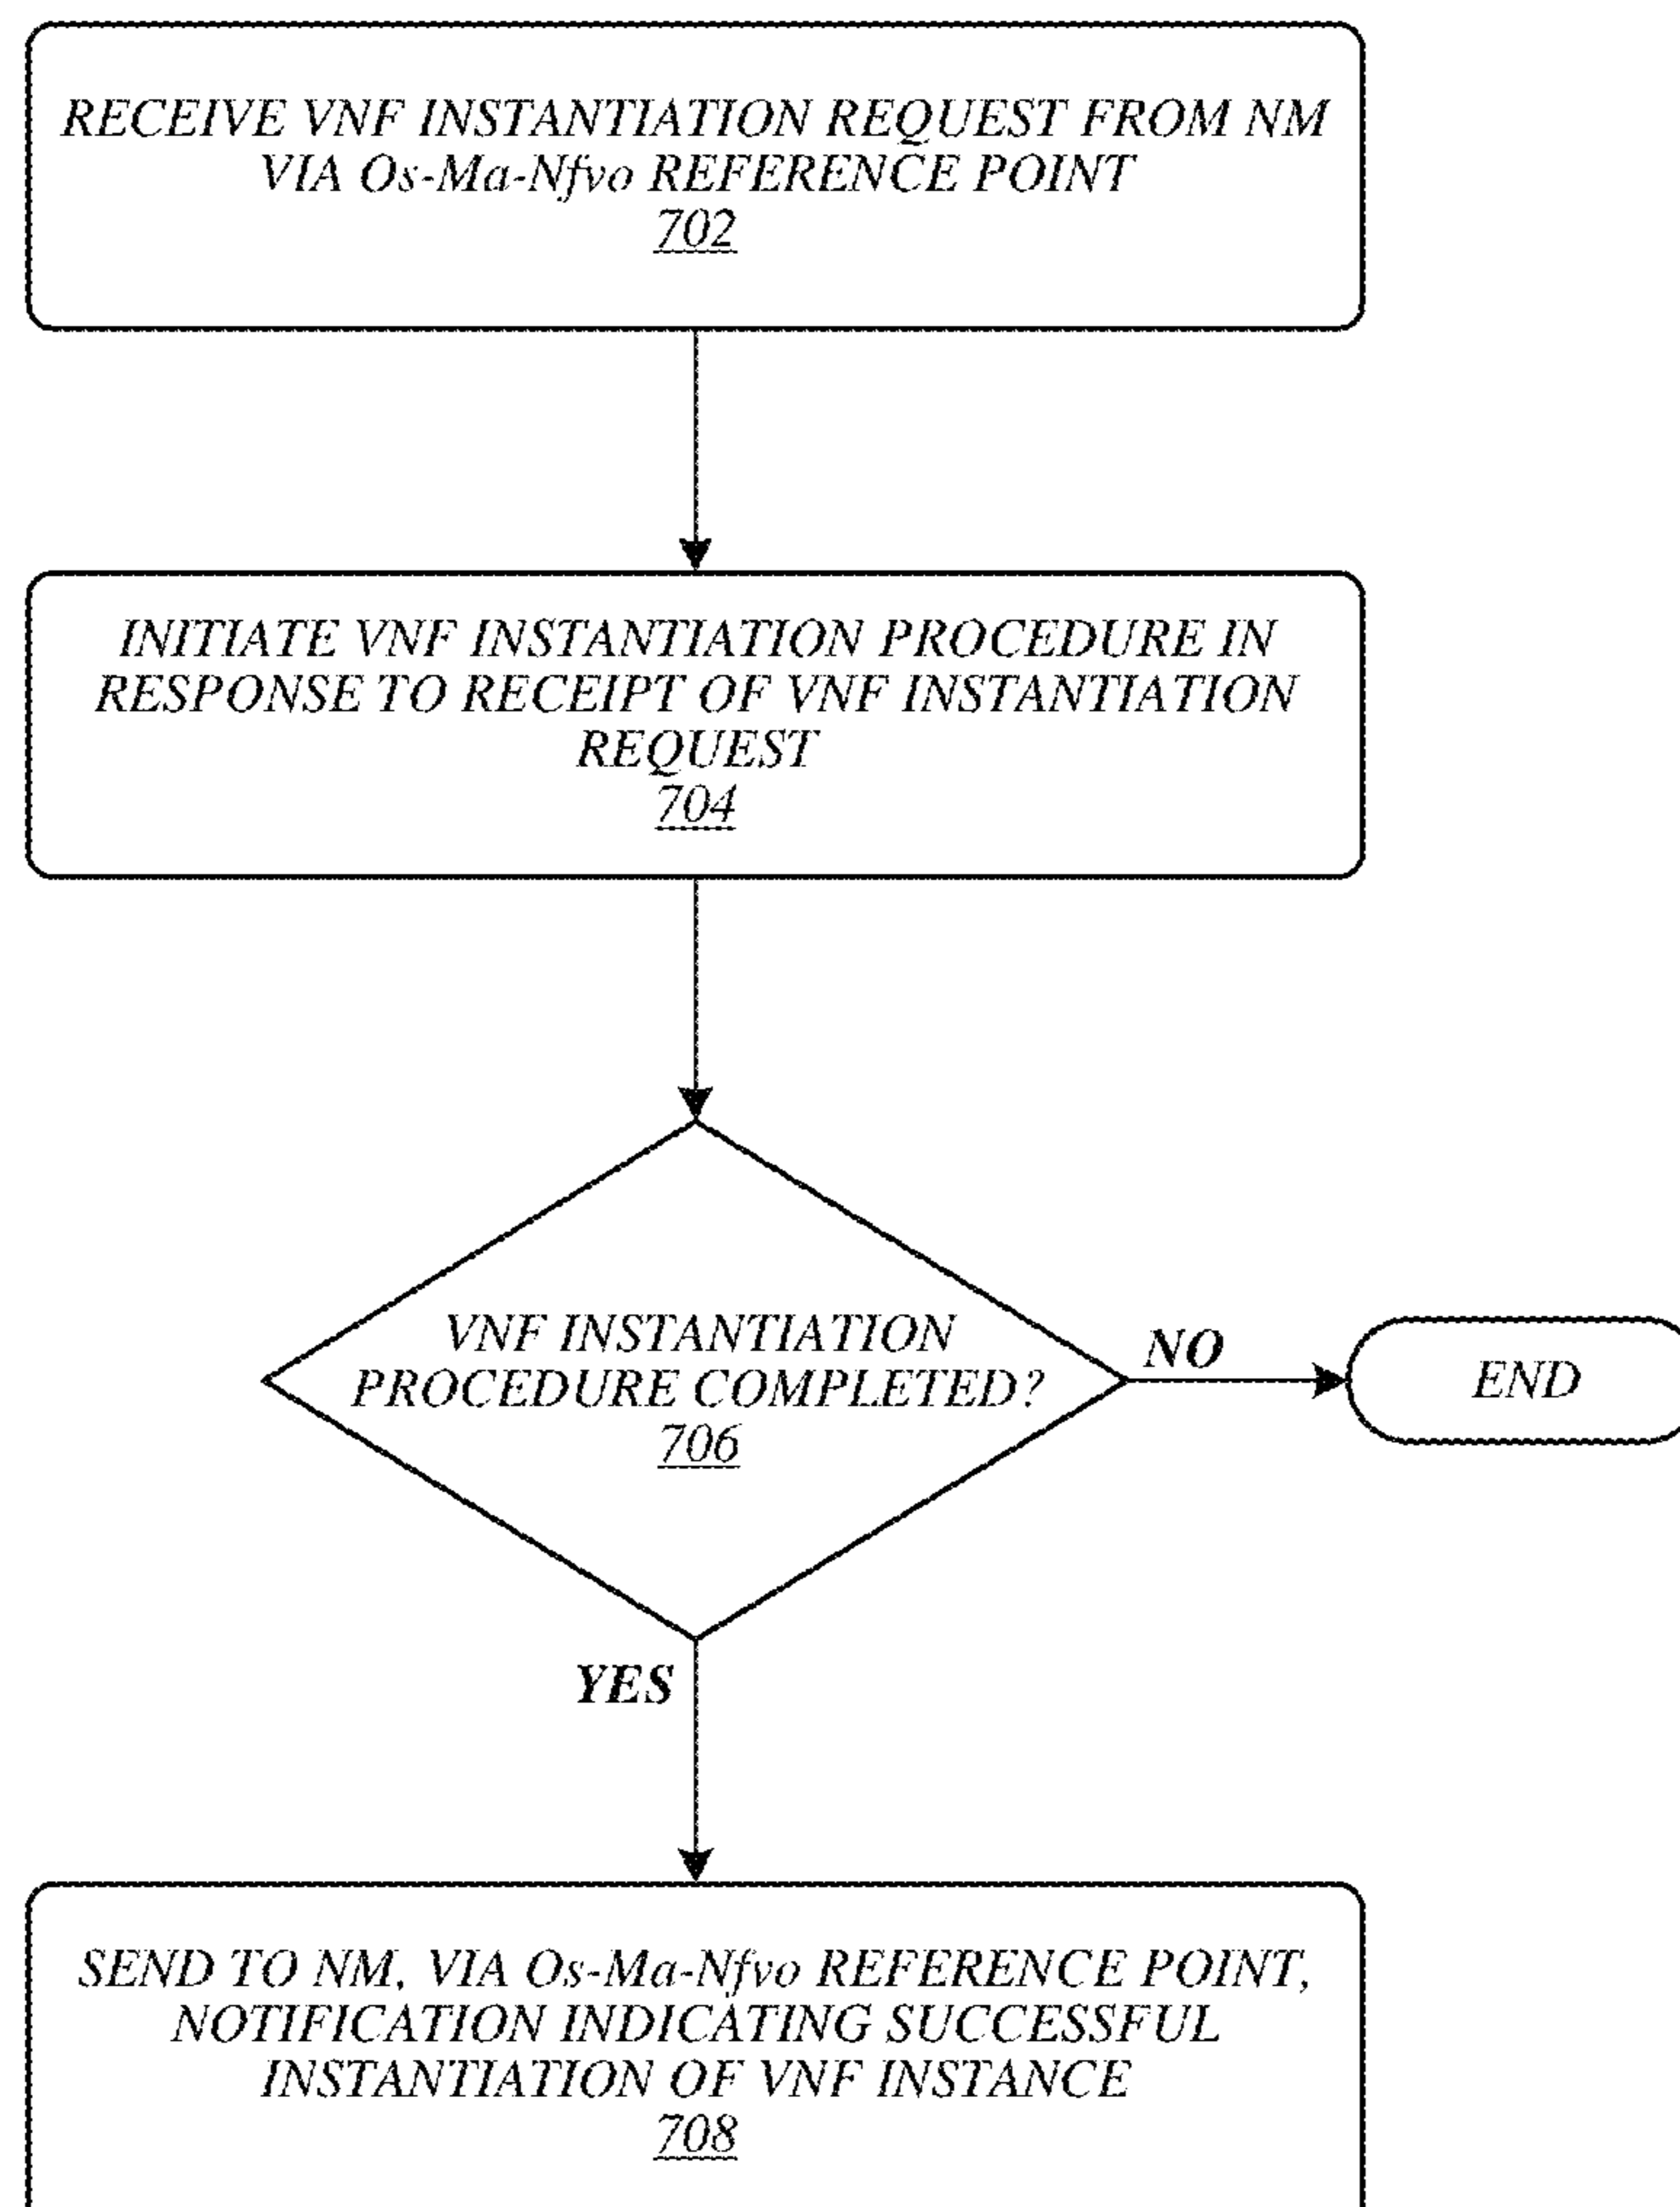 RECEIVE VNF INSTANTIATION REQUEST FROM NM
VIA Os-Ma-Nfvo REFERENCE POINT
702
INITIATE VNF INSTANTIATION PROCEDURE IN
RESPONSE TO RECEIPT OF VNF INSTANTIATION
REQUEST
704
VNF INSTANTIATION
PROCEDURE COMPLETED?
706
NO
END
YES
SEND TO NM, VIA Os-Ma-Nfvo REFERENCE POINT,
NOTIFICATION INDICATING SUCCESSFUL
INSTANTIATION OF VNF INSTANCE
708